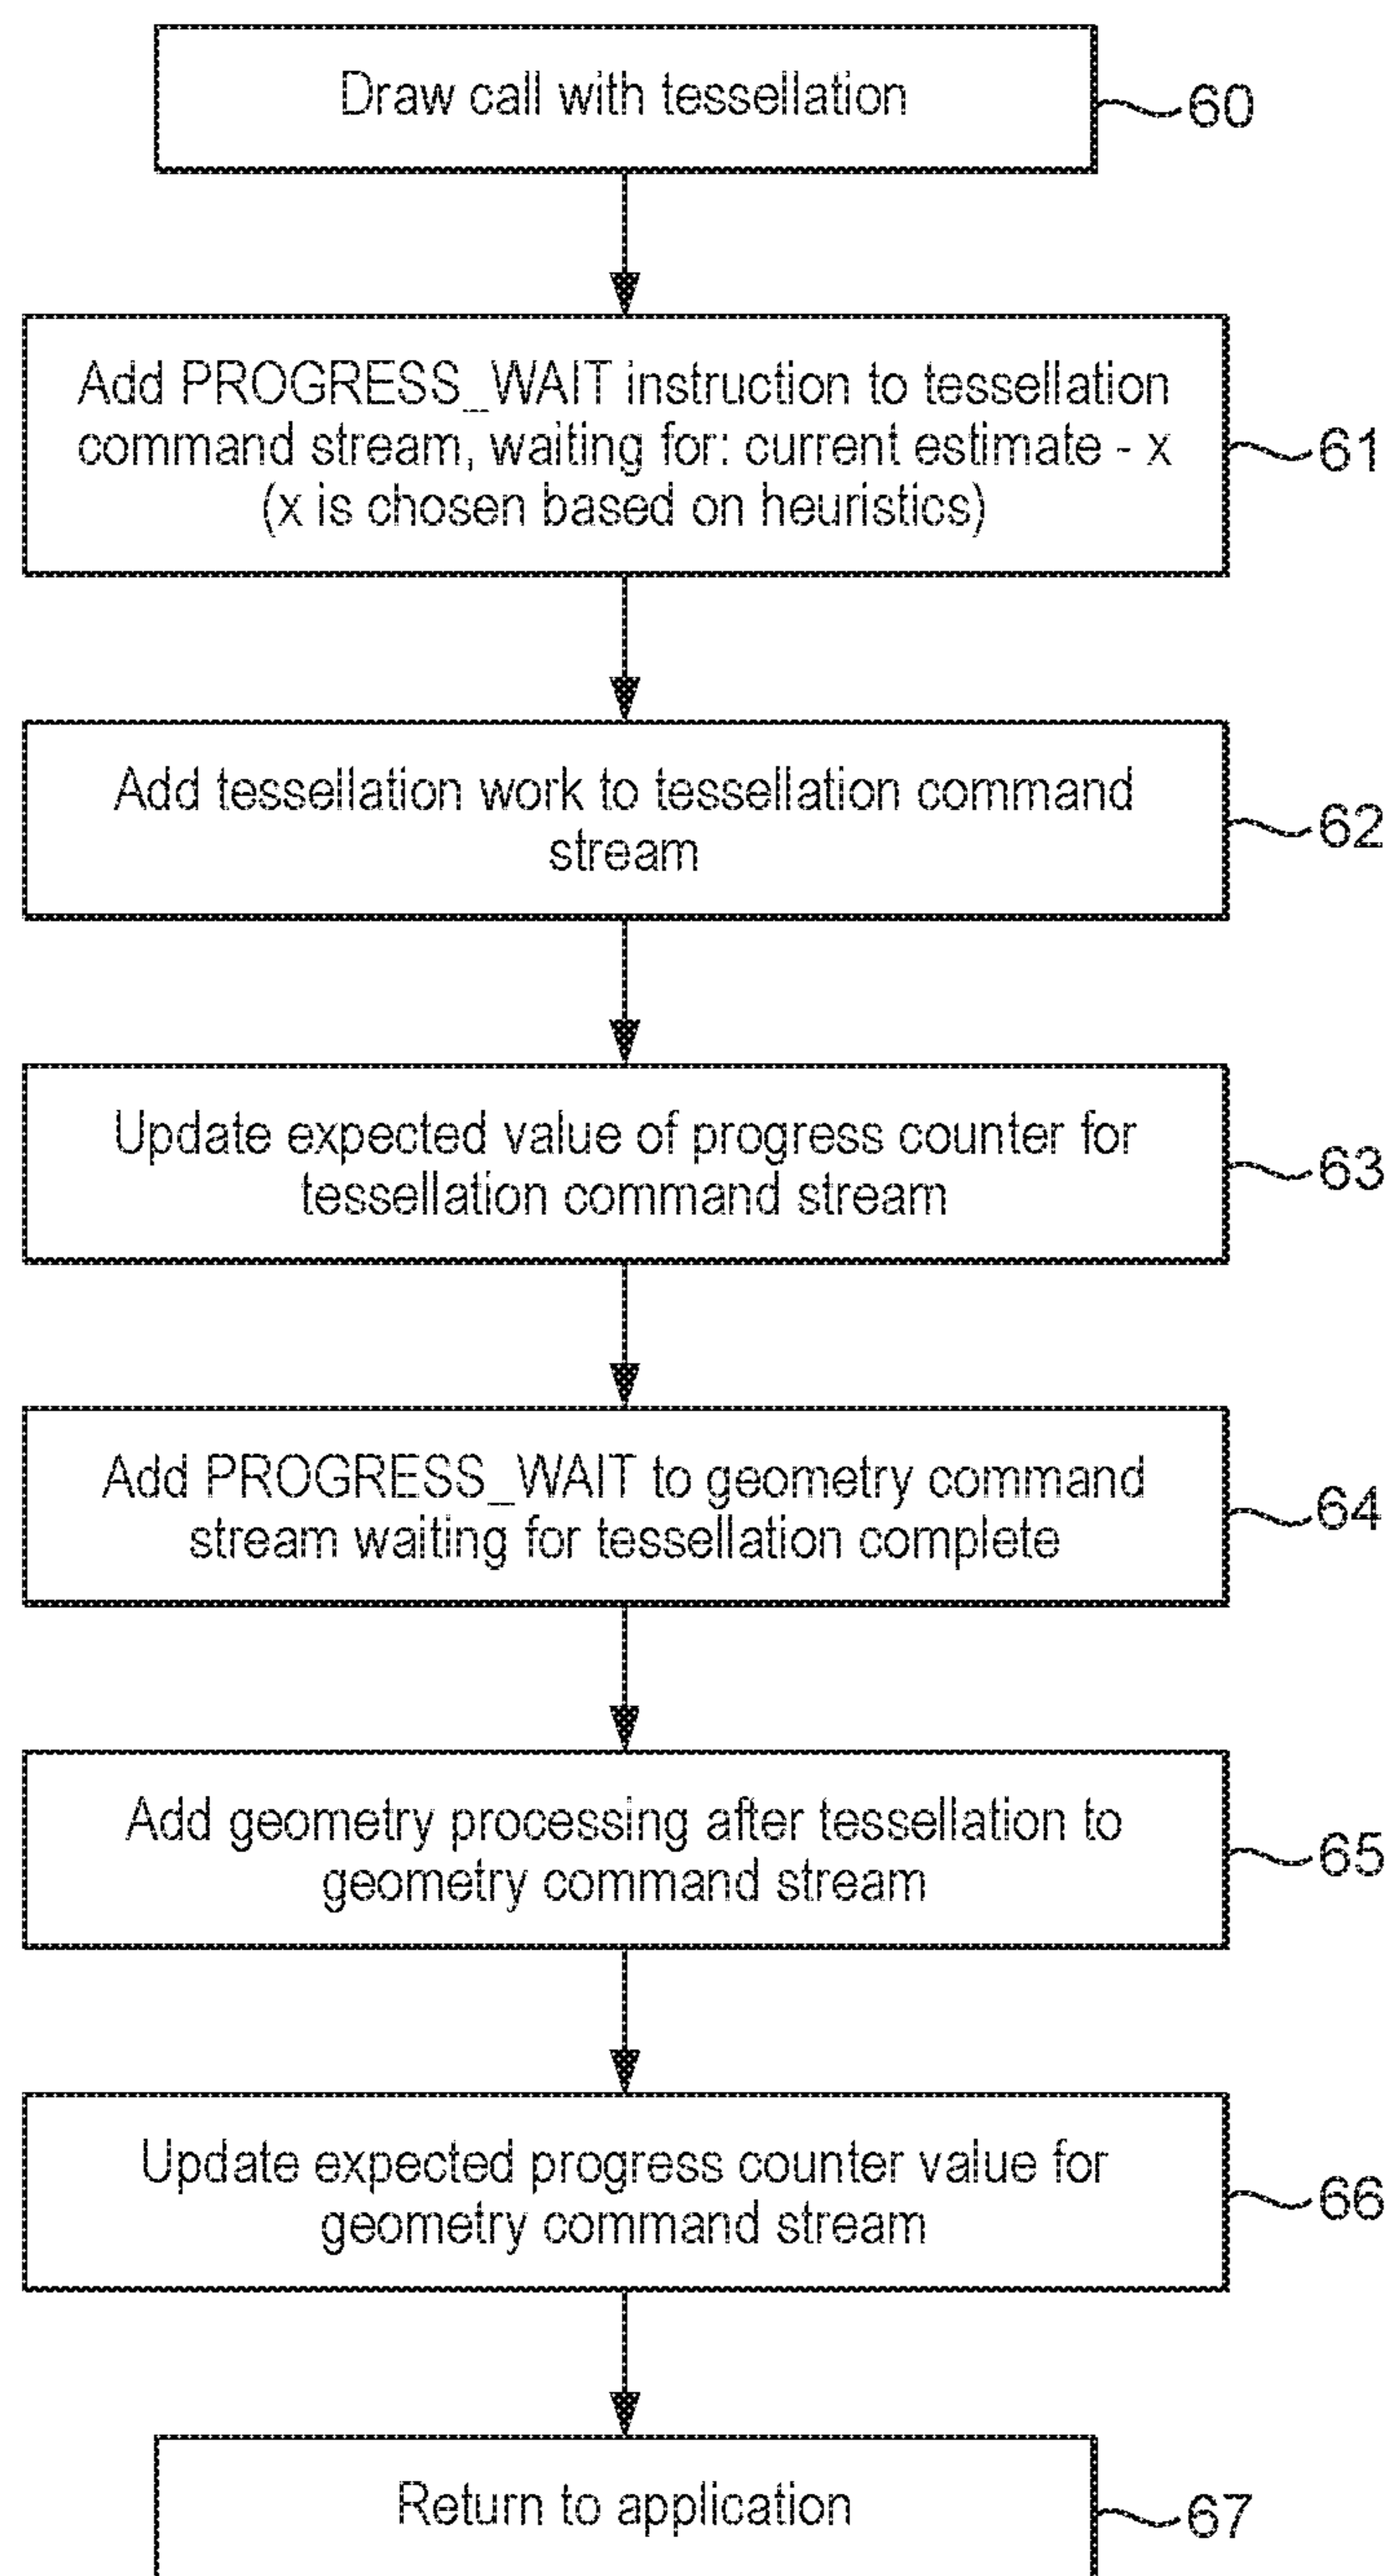 Draw call with tessellation
60
Add PROGRESS_WAIT instruction to tessellation
command stream, waiting for: current estimate - x
(x is chosen based on heuristics)
61
Add tessellation work to tessellation command
stream
62
Update expected value of progress counter for
tessellation command stream
63
Add PROGRESS_WAIT to geometry command
stream waiting for tessellation complete
64
Add geometry processing after tessellation to
geometry command stream
65
Update expected progress counter value for
geometry command stream
66
Return to application
67